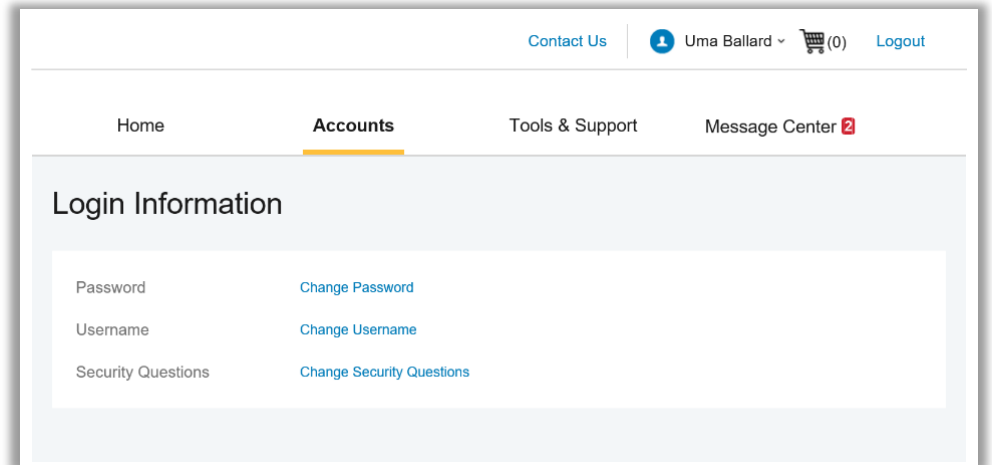 Contact Us Uma Ballard (0) Logout
Home Accounts Tools & Support Message Center 2
Login Information
Password Change Password
Username Change Username
Security Questions Change Security Questions